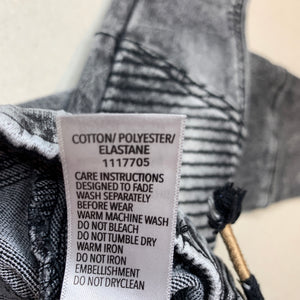 COTTON/ POLYESTER/
ELASTANE
1117705
CARE INSTRUCTIONS
DESIGNED TO FADE
WASH SEPARATELY
BEFORE WEAR
WARM MACHINE WASH
DO NOT BLEACH
DO NOT TUMBLE DRY
WARM IRON
DO NOT IRON
EMBELLISHMENT
DO NOT DRYCLEAN